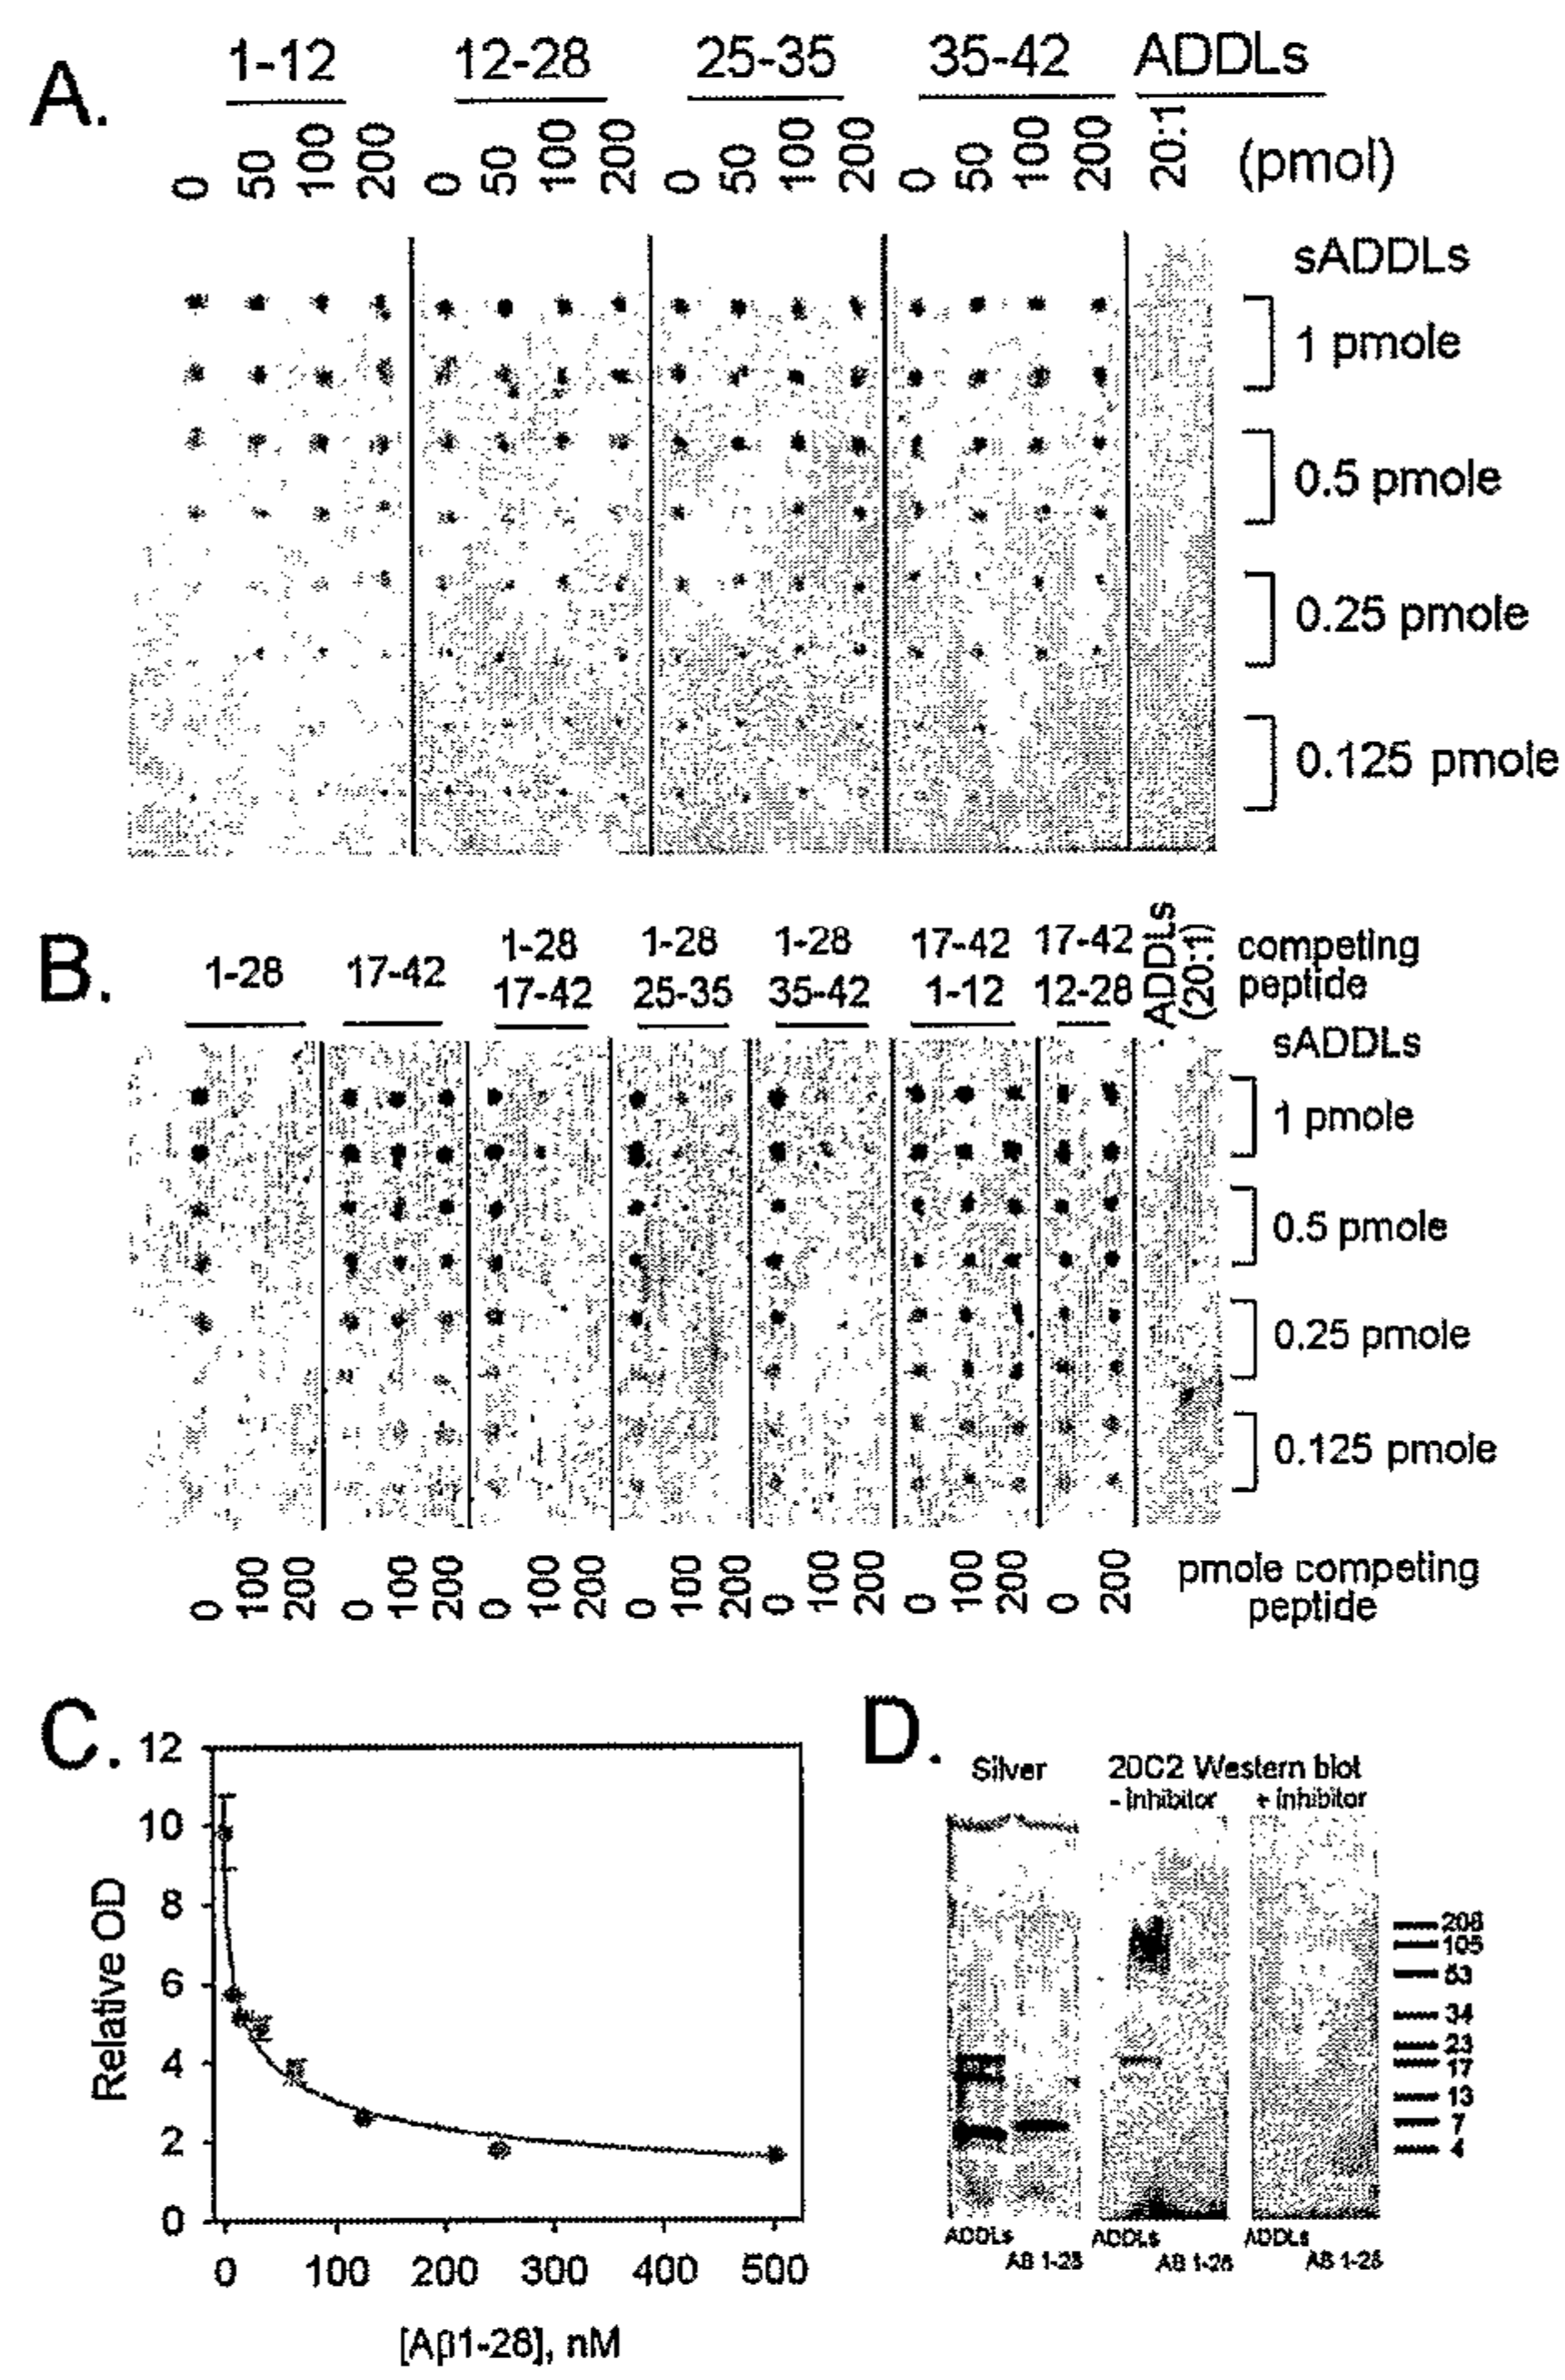 A.
1-12 12-28 25-35 35-42 ADDLs
0 50 100 200 0 50 100 200 0 50 100 200 0 50 100 200 20:1 (pmol)
sADDLs
1 pmole
0.5 pmole
0.25 pmole
0.125 pmole
B.
1-28 17-42 1-28 1-28 1-28 17-42 17-42 ADDLs competing
17-42 25-35 35-42 1-12 12-28 (20:1) peptide
sADDLs
1 pmole
0.5 pmole
0.25 pmole
0.125 pmole
0 100 200 0 100 200 0 100 200 0 100 200 0 100 200 0 100 200 0 200 pmole competing
peptide
C.
12
10
8
6
4
2
0
Relative OD
0 100 200 300 400 500
[Aβ1-28], nM
D.
Silver 20C2 Western blot
- Inhibitor + Inhibitor
208
105
53
34
23
17
13
7
4
ADDLs ADDLs ADDLs
Aß 1-28 Aß 1-28 Aß 1-28